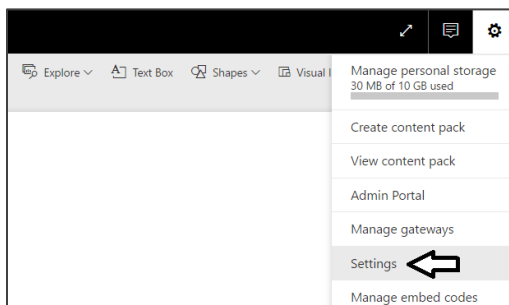 Explore Text Box Shapes Visual
Manage personal storage
30 MB of 10 GB used
Create content pack
View content pack
Admin Portal
Manage gateways
Settings
Manage embed codes